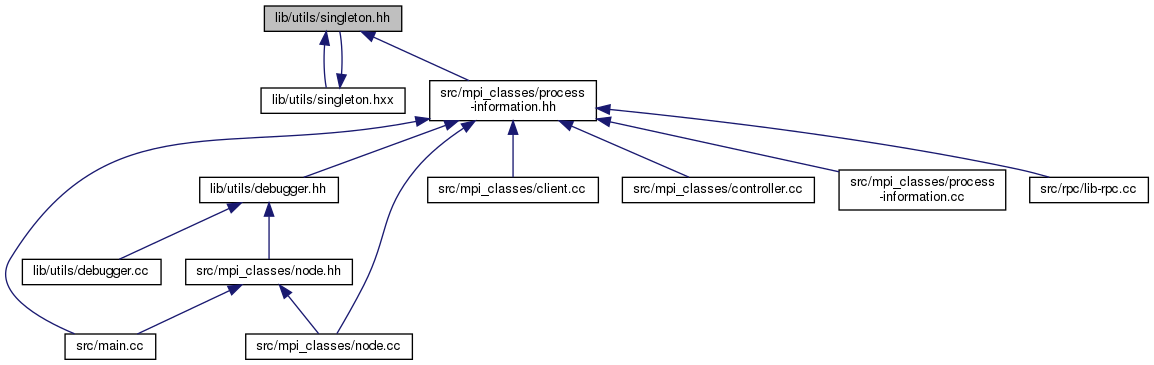 lib/utils/singleton.hh
lib/utils/singleton.hxx
src/mpi_classes/process
-information.hh
lib/utils/debugger.hh
src/mpi_classes/client.cc
src/mpi_classes/controller.cc
src/mpi_classes/process
-information.cc
src/rpc/lib-rpc.cc
lib/utils/debugger.cc
src/mpi_classes/node.hh
src/main.cc
src/mpi_classes/node.cc